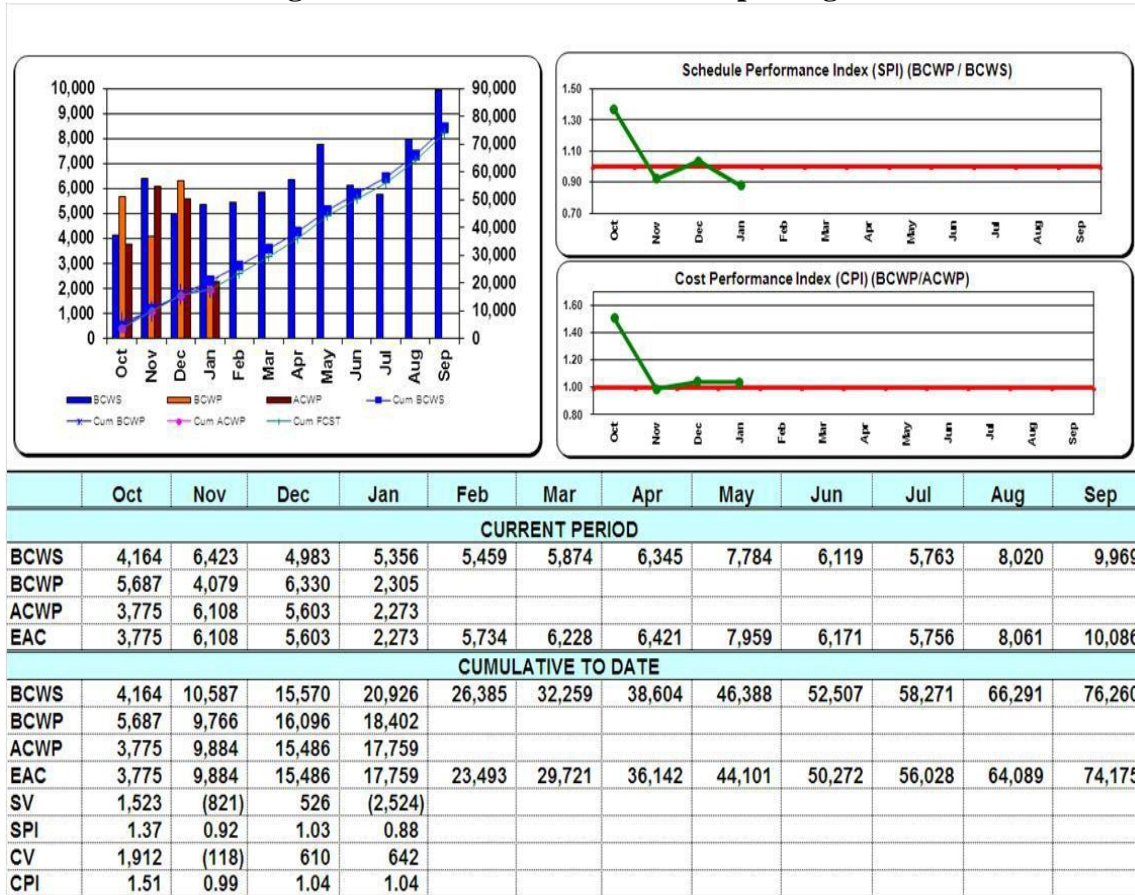 10,000 90,000
9,000 80,000
8,000 70,000
7,000 60,000
6,000 50,000
5,000
4,000 40,000
3,000 30,000
2,000 20,000
1,000 10,000
0 0
Oct Nov Dec Jan Feb Mar Apr May Jun Jul Aug Sep
BCWS BCWP ACWP Cum BCWS
Cum BCWP Cum ACWP Cum FCST
Schedule Performance Index (SPI) (BCWP / BCWS)
1.50
1.30
1.10
0.90
0.70
Oct Nov Dec Jan Feb Mar Apr May Jun Jul Aug Sep
Cost Performance Index (CPI) (BCWP/ACWP)
1.60
1.40
1.20
1.00
0.80
Oct Nov Dec Jan Feb Mar Apr May Jun Jul Aug Sep
Oct Nov Dec Jan Feb Mar Apr May Jun Jul Aug Sep
CURRENT PERIOD
BCWS 4,164 6,423 4,983 5,356 5,459 5,874 6,345 7,784 6,119 5,763 8,020 9,969
BCWP 5,687 4,079 6,330 2,305
ACWP 3,775 6,108 5,603 2,273
EAC 3,775 6,108 5,603 2,273 5,734 6,228 6,421 7,959 6,171 5,756 8,061 10,086
CUMULATIVE TO DATE
BCWS 4,164 10,587 15,570 20,926 26,385 32,259 38,604 46,388 52,507 58,271 66,291 76,260
BCWP 5,687 9,766 16,096 18,402
ACWP 3,775 9,884 15,486 17,759
EAC 3,775 9,884 15,486 17,759 23,493 29,721 36,142 44,101 50,272 56,028 64,089 74,175
SV 1,523 (821) 526 (2,524)
SPI 1.37 0.92 1.03 0.88
CV 1,912 (118) 610 642
CPI 1.51 0.99 1.04 1.04